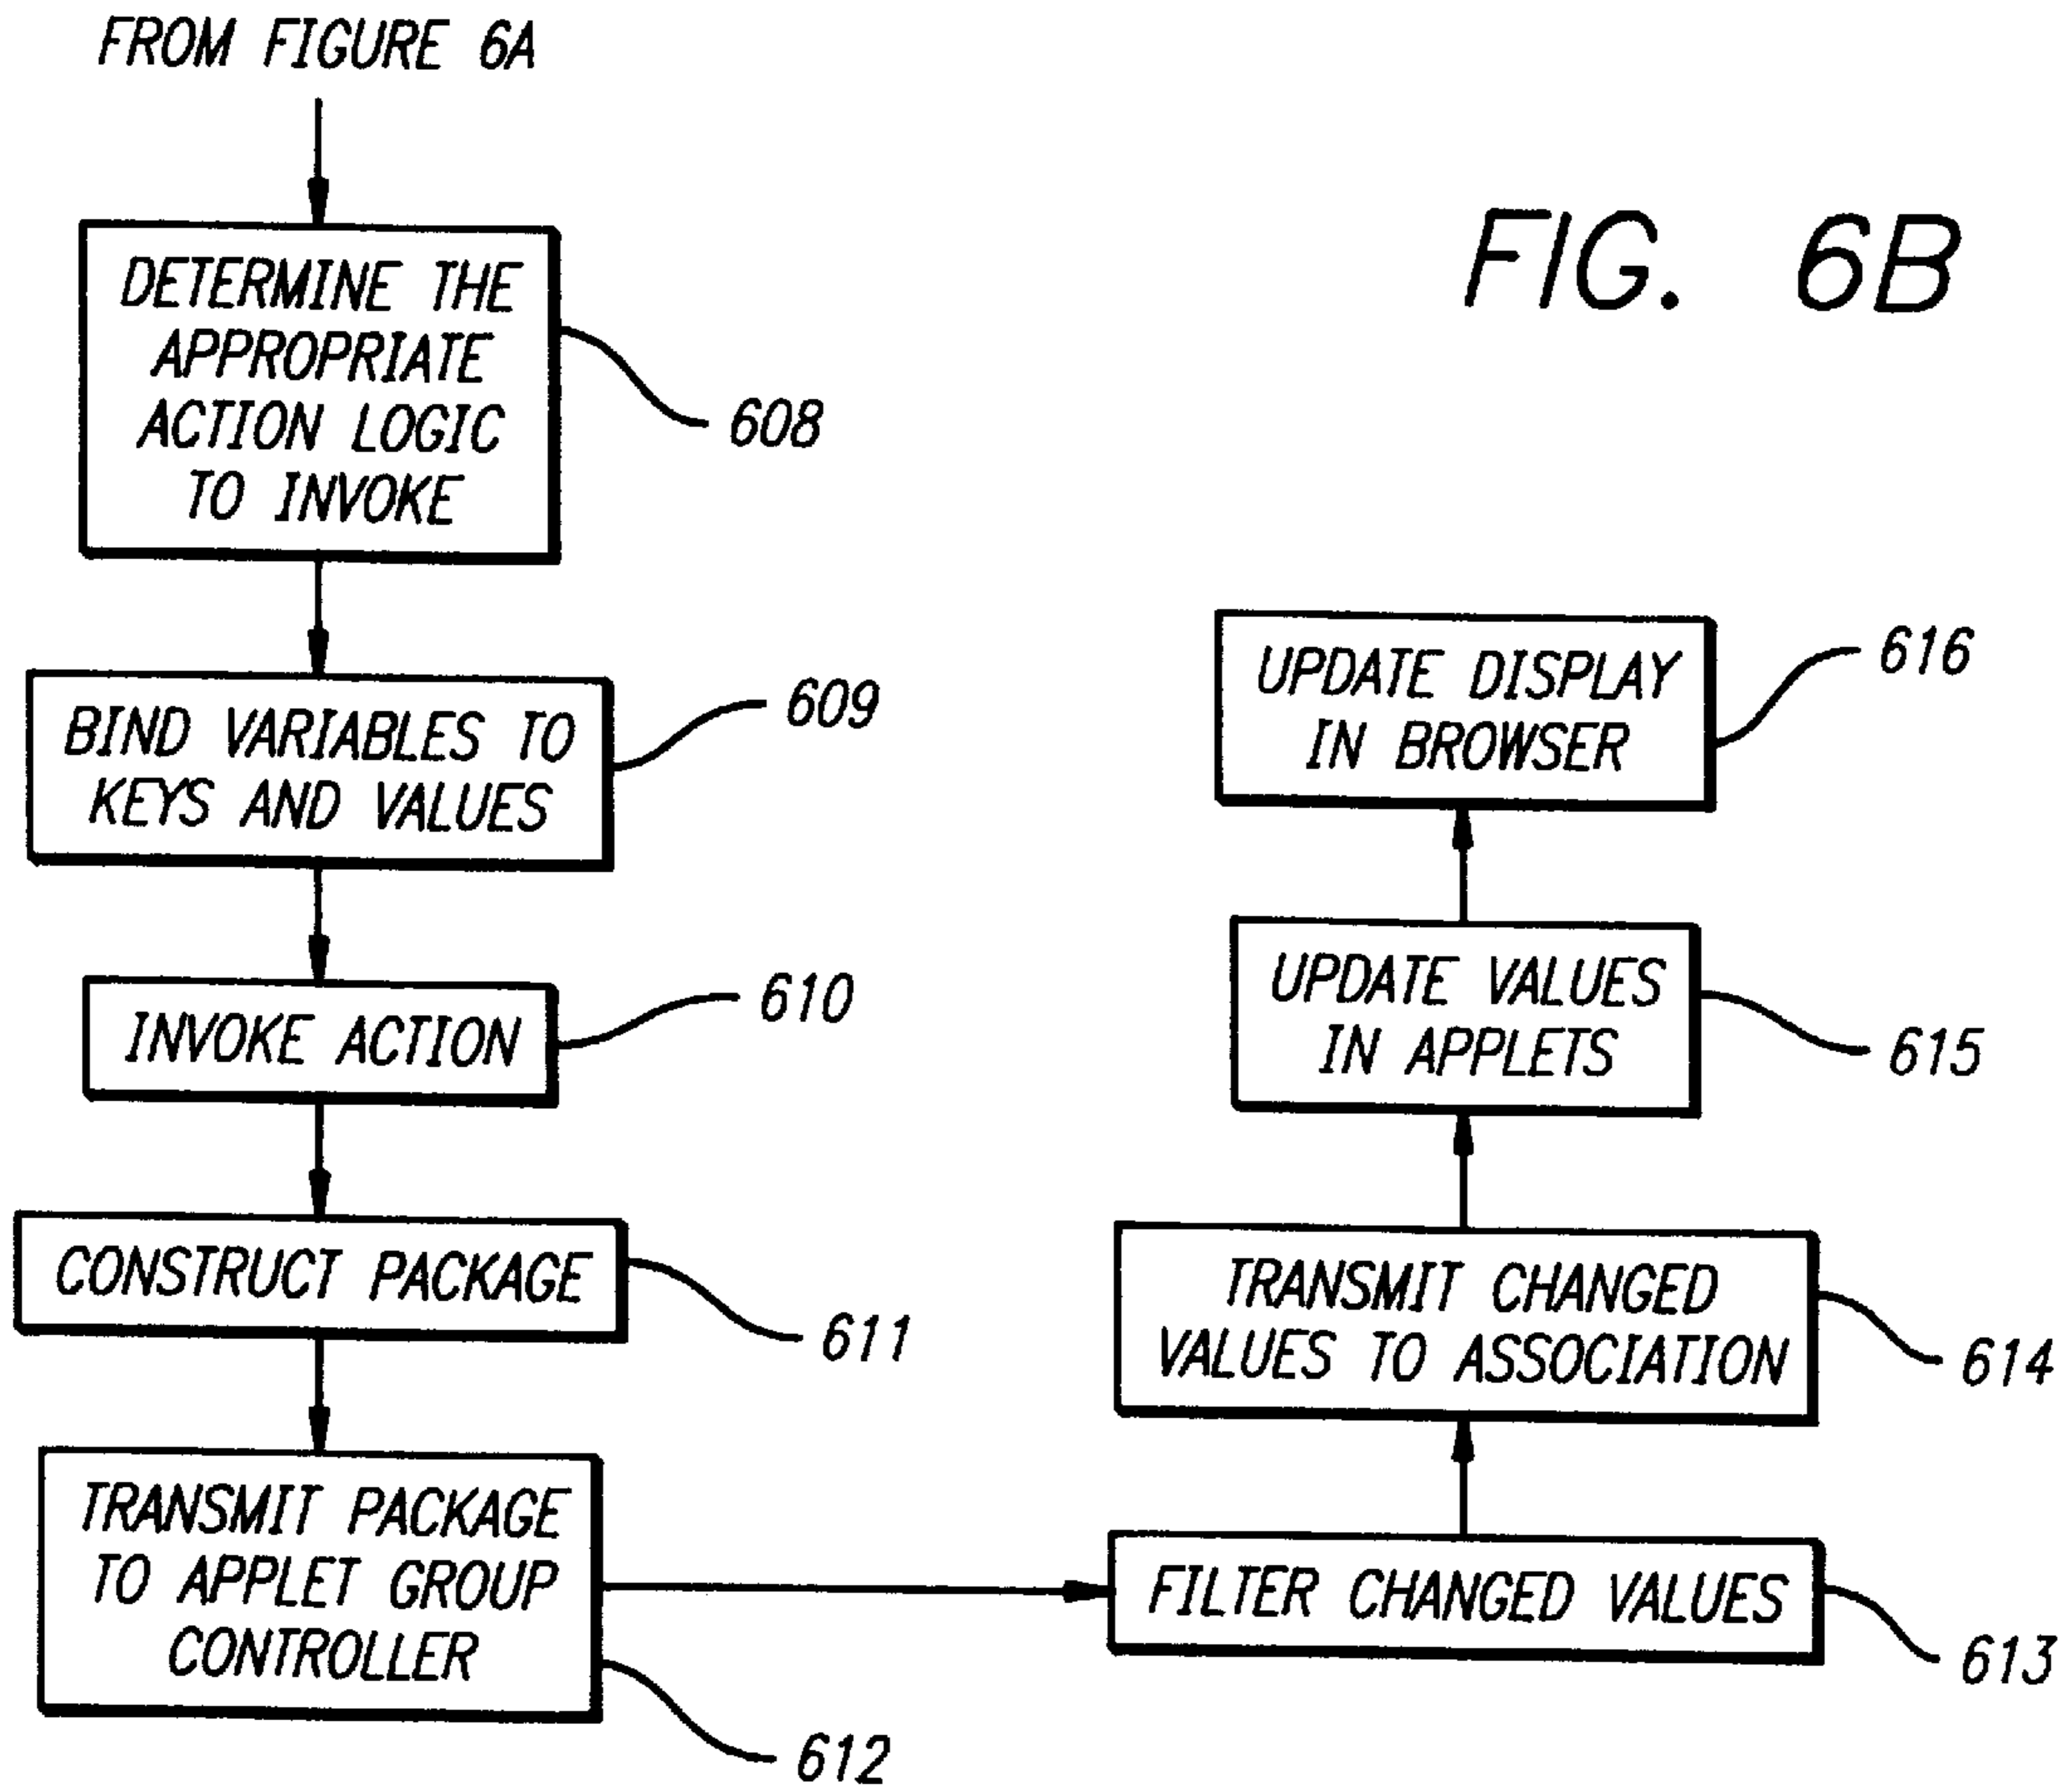 FROM FIGURE 6A
FIG. 6B
DETERMINE THE
APPROPRIATE
ACTION LOGIC
TO INVOKE
608
BIND VARIABLES TO
KEYS AND VALUES
609
INVOKE ACTION
610
CONSTRUCT PACKAGE
611
TRANSMIT PACKAGE
TO APPLET GROUP
CONTROLLER
612
FILTER CHANGED VALUES
613
TRANSMIT CHANGED
VALUES TO ASSOCIATION
614
UPDATE VALUES
IN APPLETS
615
UPDATE DISPLAY
IN BROWSER
616